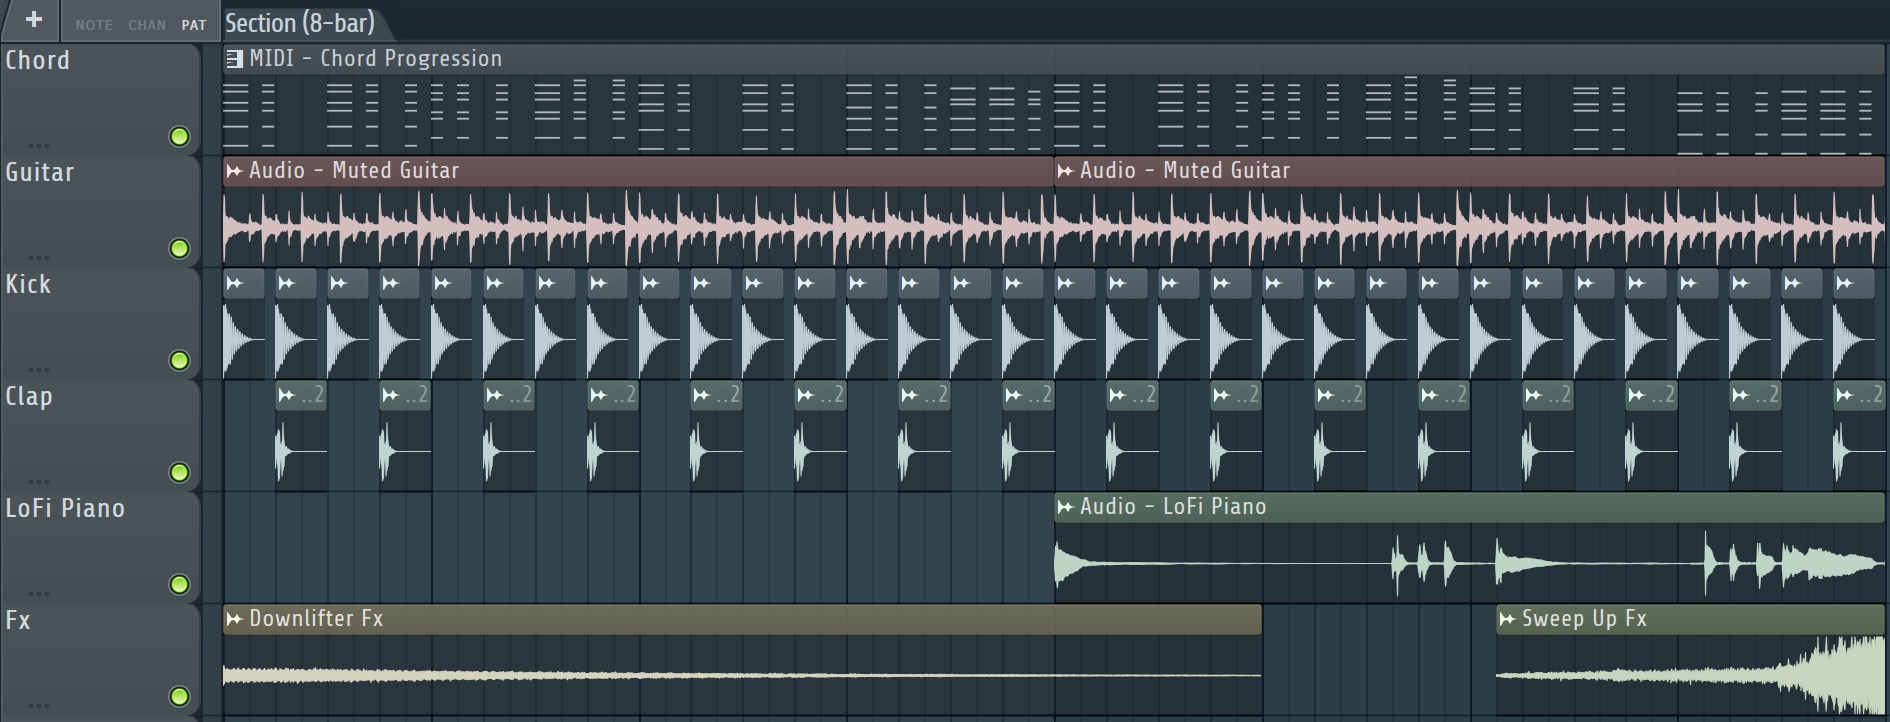 + NOTE CHAN PAT Section (8-bar)
Chord MIDI - Chord Progression
Guitar Audio - Muted Guitar Audio - Muted Guitar
Kick
Clap ..2 ..2 ..2 ..2 ..2 ..2 ..2 ..2 ..2 ..2 ..2 ..2 ..2 ..2 ..2 ..2
LoFi Piano Audio - LoFi Piano
Fx Downlifter Fx Sweep Up Fx